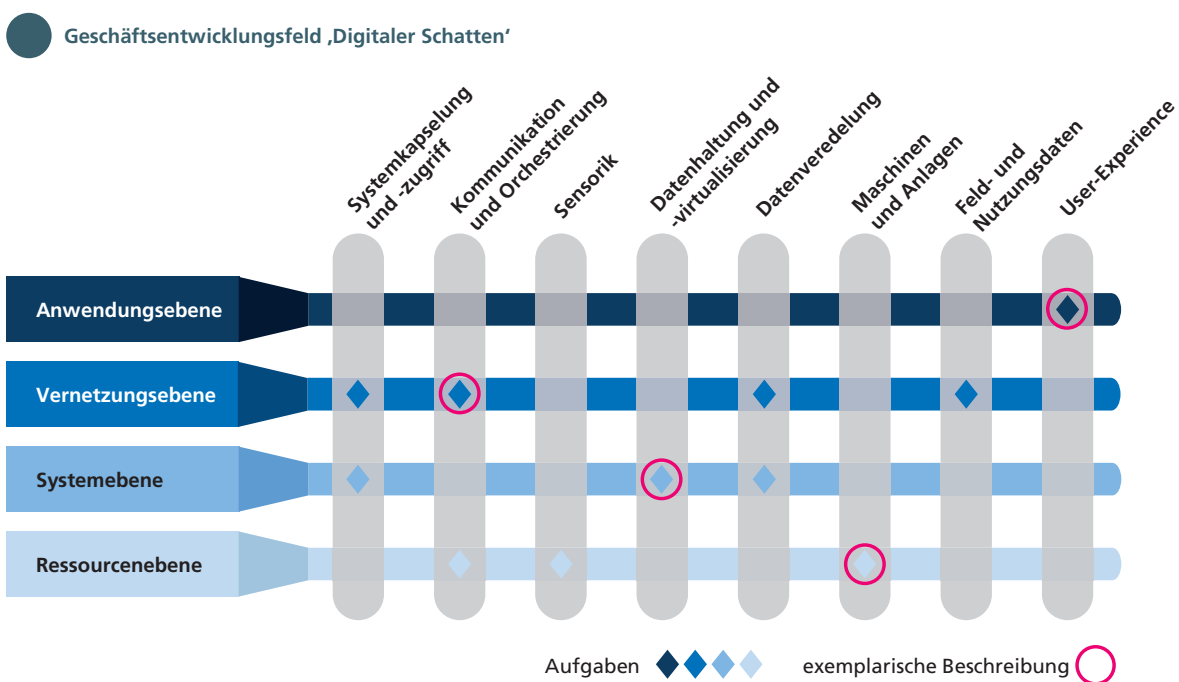 Geschäftsentwicklungsfeld ‚Digitaler Schatten‘
Systemkapselung
und -zugriff
Kommunikation
und Orchestrierung
Sensorik
Datenhaltung und
-virtualisierung
Datenveredelung
Maschinen
und Anlagen
Feld- und
Nutzungsdaten
User-Experience
Anwendungsebene
Vernetzungsebene
Systemebene
Ressourcenebene
Aufgaben
exemplarische Beschreibung